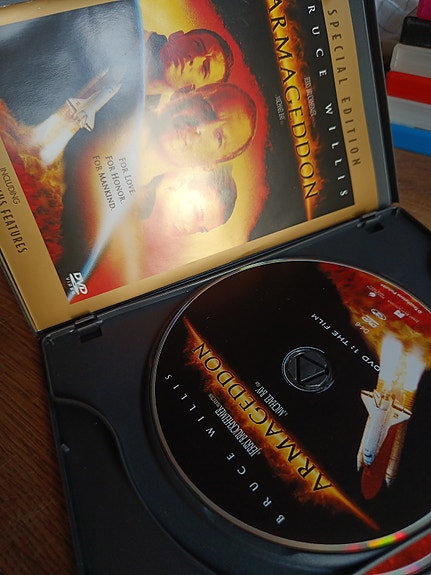 SPECIAL EDITION
BRUCE WILLIS
ARMAGEDDON
FOR LOVE
FOR HONOR.
FOR MANKIND.
INCLUDING
FEATURES
DVD
DVD 1: THE FILM
BRUCE WILLIS
ARMAGEDDON
JERRY BRUCKHEIMER
MICHAEL BAY